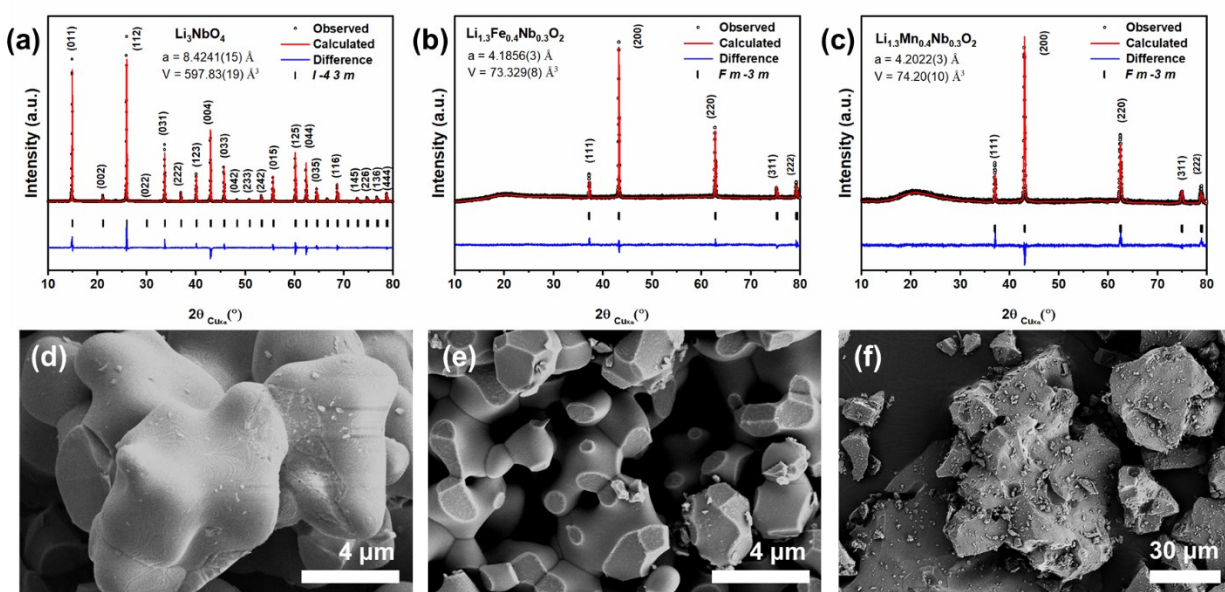 (a)
Li₃NbO₄
a = 8.4241(15) Å
V = 597.83(19) Å³
Observed
Calculated
Difference
I -4 3 m
(011)
(002)
(112)
(022)
(031)
(222)
(123)
(004)
(033)
(042)
(233)
(242)
(015)
(125)
(044)
(035)
(116)
(145)
(226)
(136)
(444)
Intensity (a.u.)
10 20 30 40 50 60 70 80
2θ CuKα(°)
(b)
Li₁.₃Fe₀.₄Nb₀.₃O₂
a = 4.1856(3) Å
V = 73.329(8) Å³
Observed
Calculated
Difference
F m -3 m
(111)
(200)
(220)
(311)
(222)
Intensity (a.u.)
10 20 30 40 50 60 70 80
2θ CuKα(°)
(c)
Li₁.₃Mn₀.₄Nb₀.₃O₂
a = 4.2022(3) Å
V = 74.20(10) Å³
Observed
Calculated
Difference
F m -3 m
(111)
(200)
(220)
(311)
(222)
Intensity (a.u.)
10 20 30 40 50 60 70 80
2θ CuKα(°)
(d)
4 μm
(e)
4 μm
(f)
30 μm